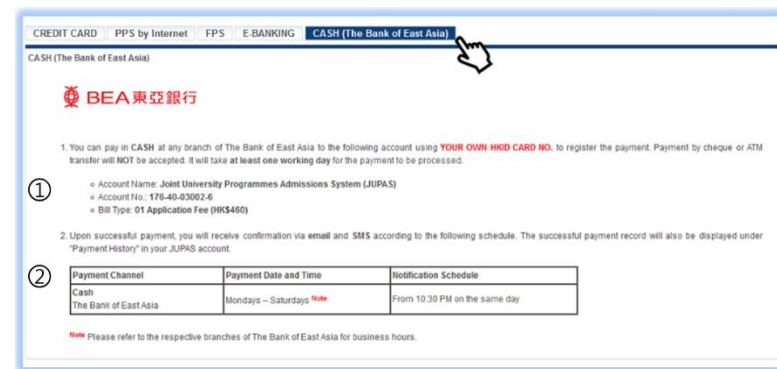 CREDIT CARD PPS by Internet FPS E-BANKING CASH (The Bank of East Asia)
CASH (The Bank of East Asia)
BEA東亞銀行
1. You can pay in CASH at any branch of The Bank of East Asia to the following account using YOUR OWN HKID CARD NO. to register the payment. Payment by cheque or ATM
transfer will NOT be accepted. It will take at least one working day for the payment to be processed.
①
Account Name: Joint University Programmes Admissions System (JUPAS)
Account No.: 176-40-03002-6
Bill Type: 01 Application Fee (HK$460)
2. Upon successful payment, you will receive confirmation via email and SMS according to the following schedule. The successful payment record will also be displayed under
"Payment History" in your JUPAS account.
②
Payment Channel Payment Date and Time Notification Schedule
Cash
The Bank of East Asia
Mondays – Saturdays Note
From 10:30 PM on the same day
Note Please refer to the respective branches of The Bank of East Asia for business hours.